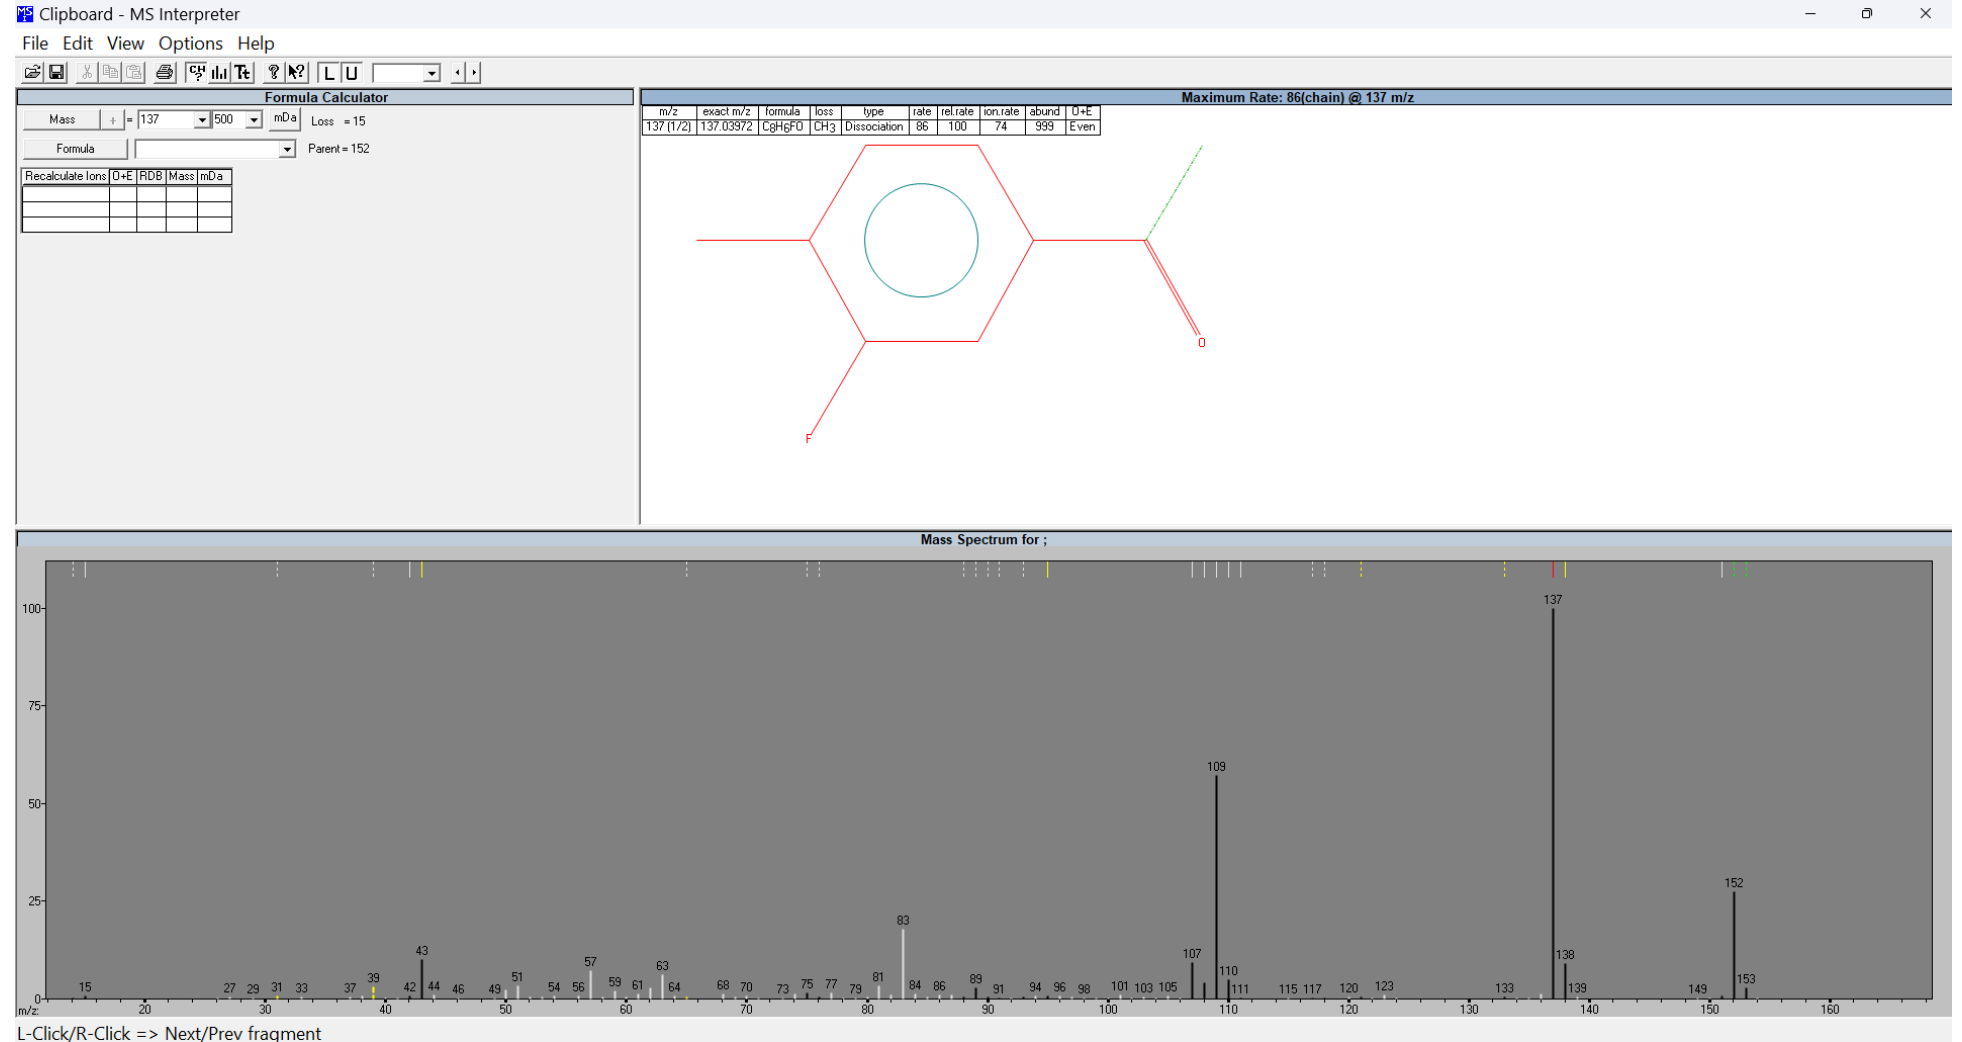 Clipboard - MS Interpreter
File Edit View Options Help
CH ? Tt ? ? L U
Formula Calculator
Mass + = 137 500 mDa Loss = 15
Formula Parent = 152
Recalculate Ions O+E RDB Mass mDa
Maximum Rate: 86(chain) @ 137 m/z
m/z exact m/z formula loss type rate rel.rate ion.rate abund O+E
137 (1/2) 137.03972 C8H6FO CH3 Dissociation 86 100 74 999 Even
O
F
Mass Spectrum for ;
100
137
75
109
50
152
25
83
43 107 138
57 63 110
39 51 59 81 89 153
15 27 29 31 33 37 42 44 46 49 54 56 61 64 68 70 73 75 77 79 84 86 91 94 96 98 101 103 105 111 115 117 120 123 133 139 149
0
m/z: 20 30 40 50 60 70 80 90 100 110 120 130 140 150 160
L-Click/R-Click => Next/Prev fragment